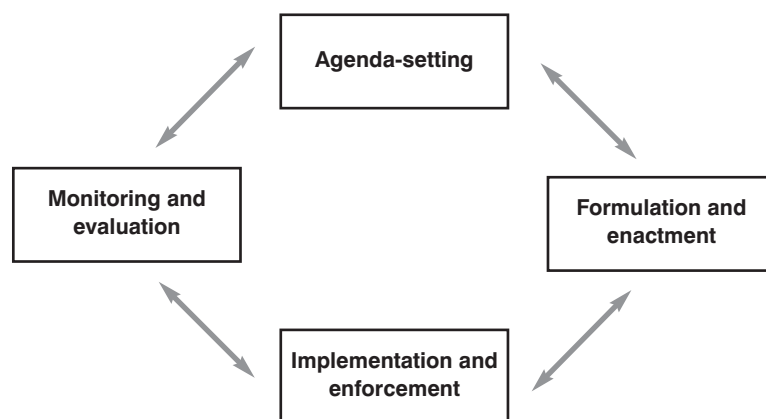 Agenda-setting
Monitoring and
evaluation
Formulation and
enactment
Implementation and
enforcement